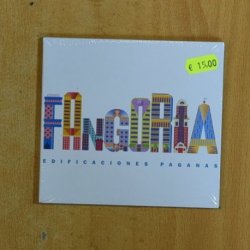 € 15,00
FANGORIA
EDIFICACIONES PAGANAS